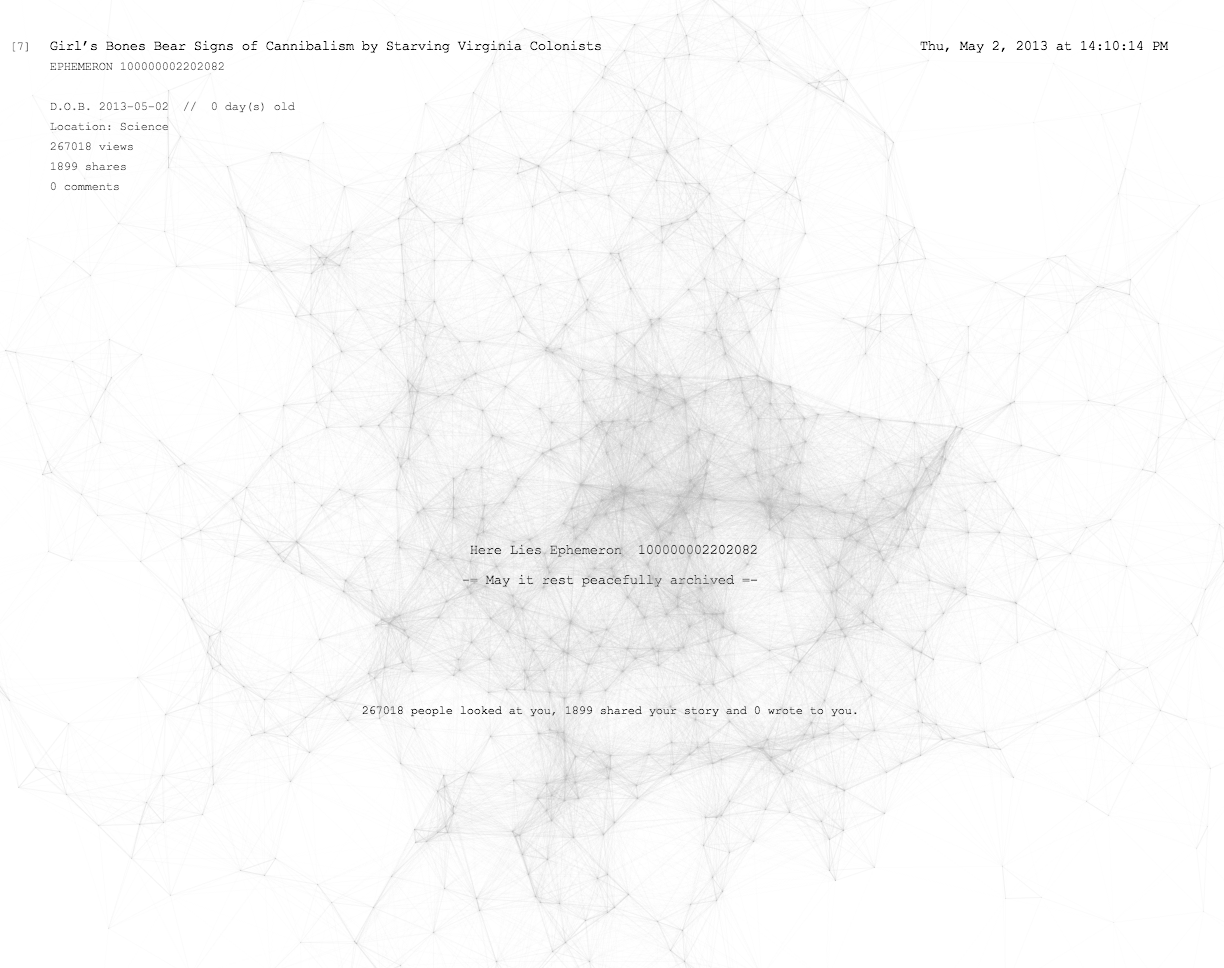 [7] Girl’s Bones Bear Signs of Cannibalism by Starving Virginia Colonists Thu, May 2, 2013 at 14:10:14 PM
EPHEMERON 100000002202082
D.O.B. 2013-05-02 // 0 day(s) old
Location: Science
267018 views
1899 shares
0 comments
Here Lies Ephemeron 100000002202082
-= May it rest peacefully archived =-
267018 people looked at you, 1899 shared your story and 0 wrote to you.